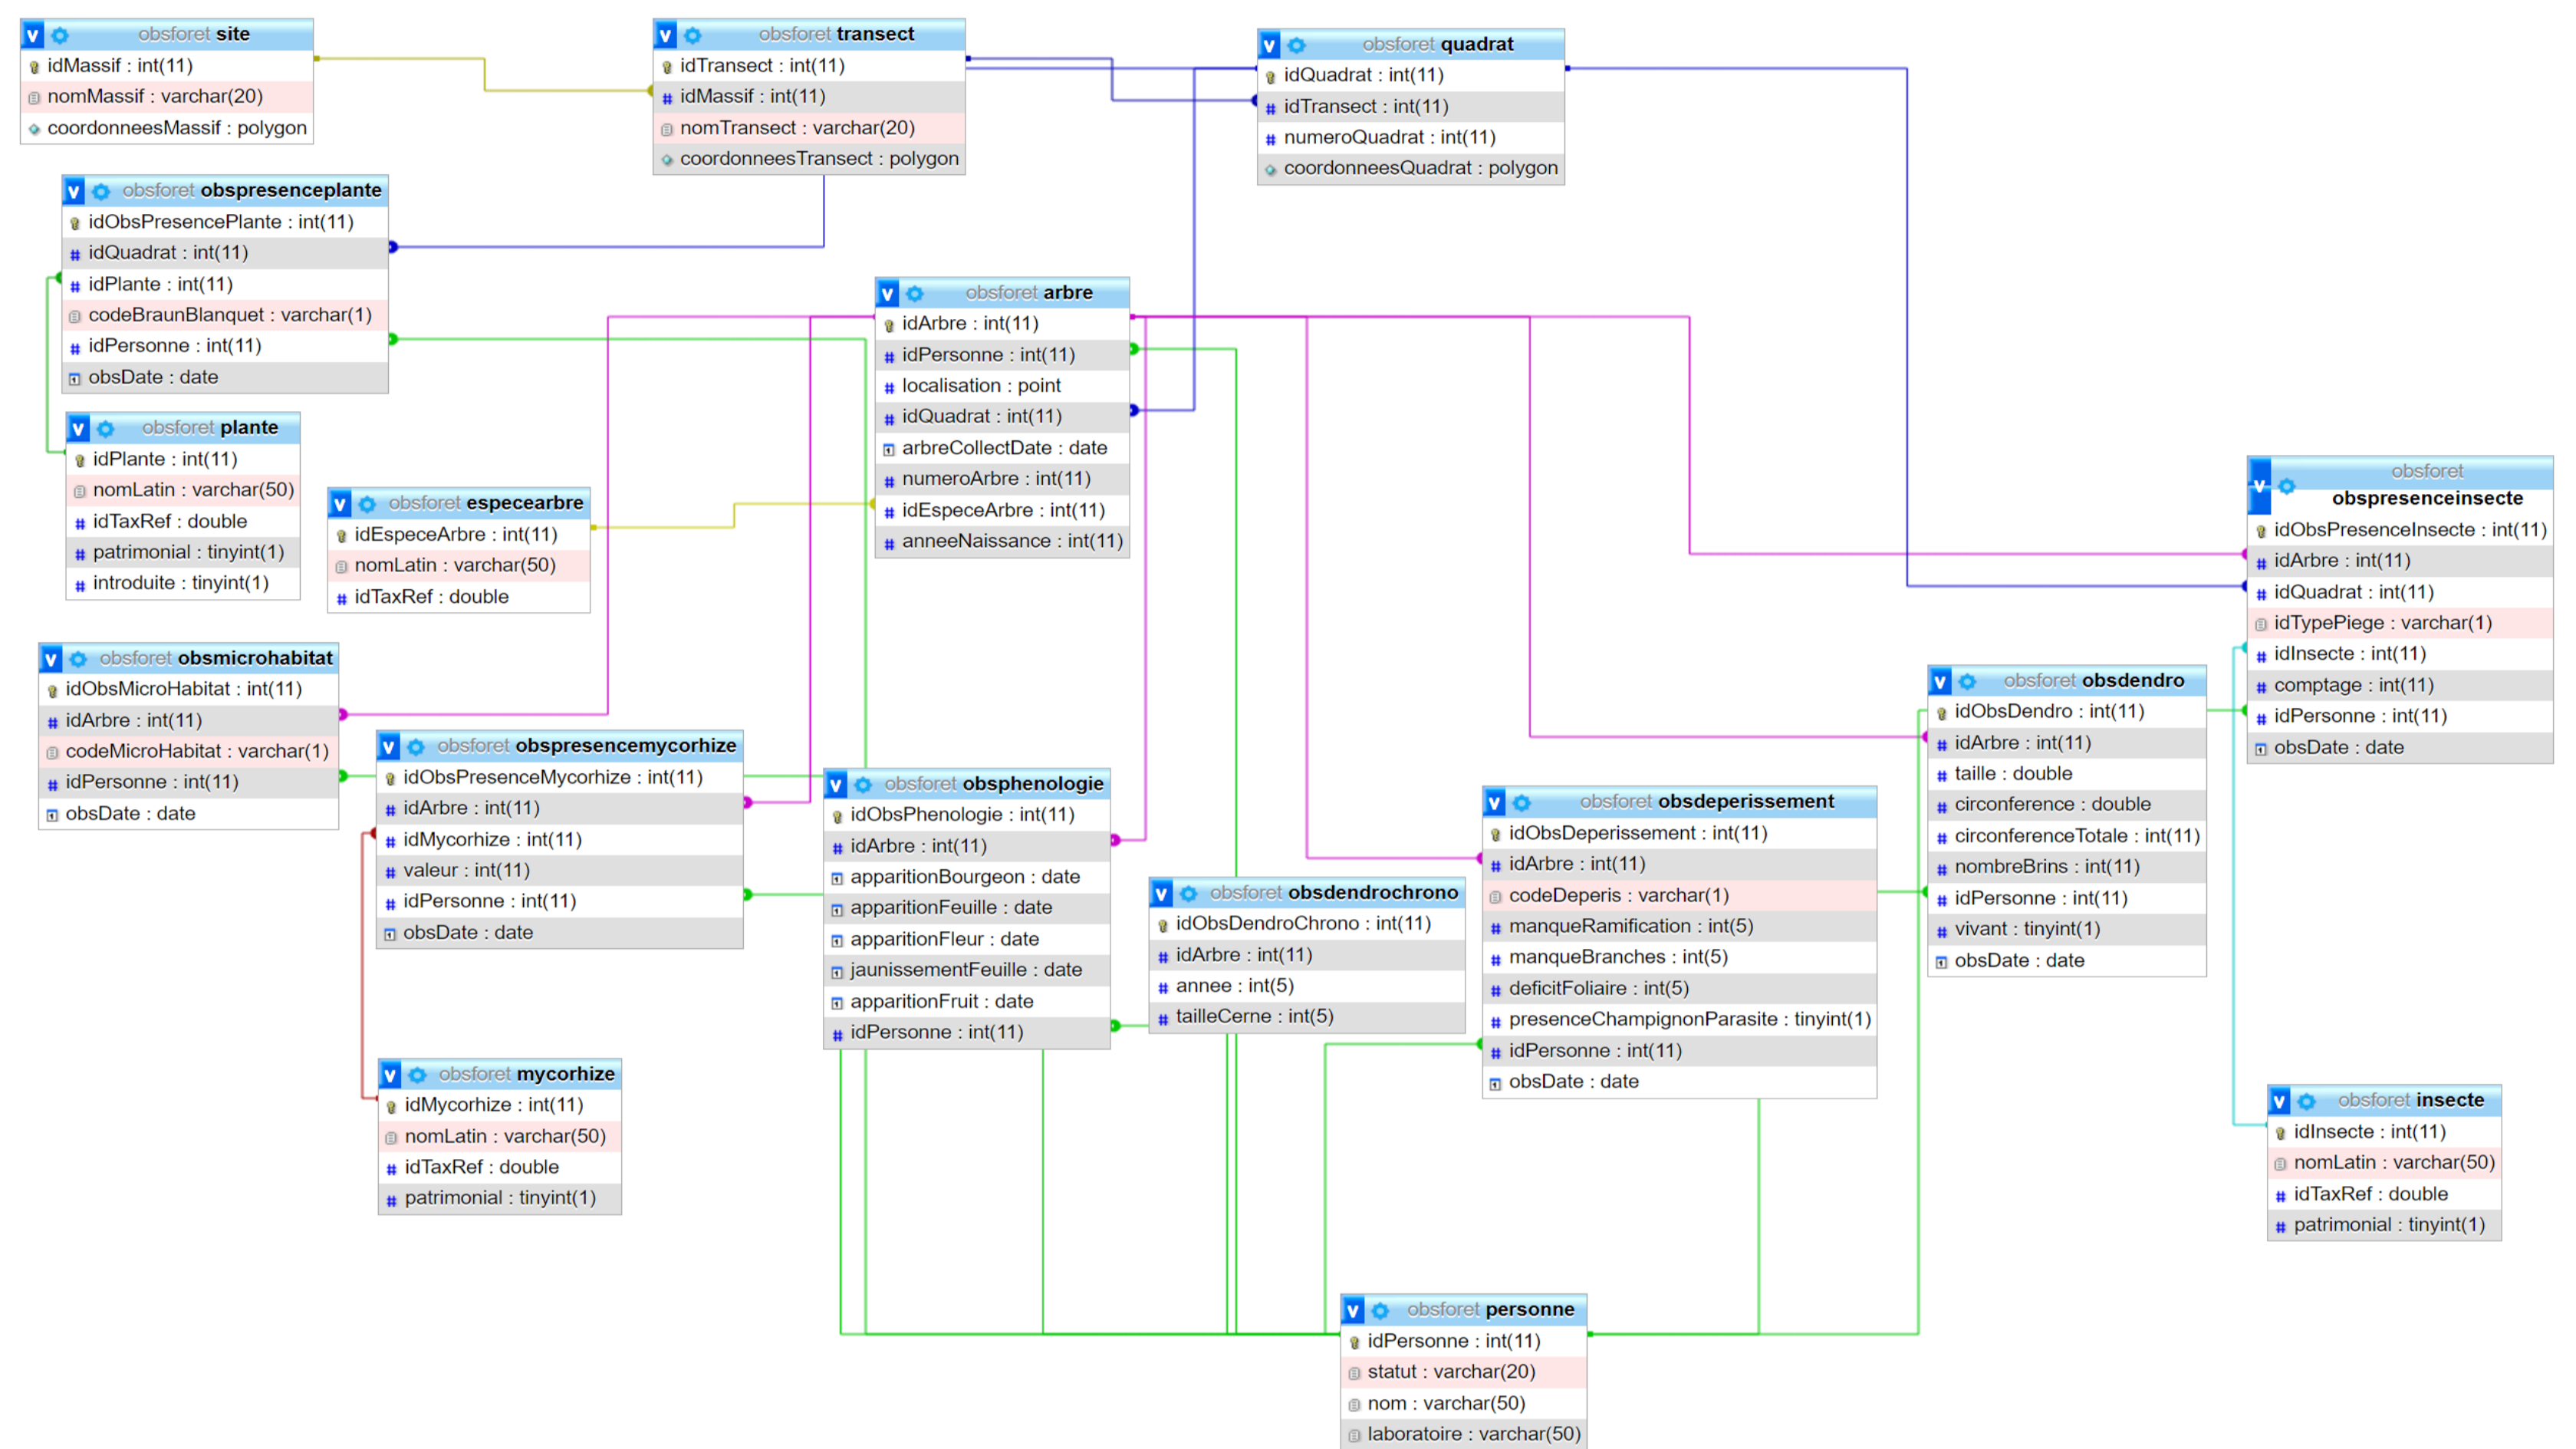 obsforet site
idMassif : int(11)
nomMassif : varchar(20)
coordonneesMassif : polygon
obsforet transect
idTransect : int(11)
idMassif : int(11)
nomTransect : varchar(20)
coordonneesTransect : polygon
obsforet quadrat
idQuadrat : int(11)
idTransect : int(11)
numeroQuadrat : int(11)
coordonneesQuadrat : polygon
obsforet obspresenceplante
idObsPresencePlante : int(11)
idQuadrat : int(11)
idPlante : int(11)
codeBraunBlanquet : varchar(1)
idPersonne : int(11)
obsDate : date
obsforet arbre
idArbre : int(11)
idPersonne : int(11)
localisation : point
idQuadrat : int(11)
arbreCollectDate : date
numeroArbre : int(11)
idEspeceArbre : int(11)
anneeNaissance : int(11)
obsforet plante
idPlante : int(11)
nomLatin : varchar(50)
idTaxRef : double
patrimonial : tinyint(1)
introduite : tinyint(1)
obsforet especearbre
idEspeceArbre : int(11)
nomLatin : varchar(50)
idTaxRef : double
obsforet
obspresenceinsecte
idObsPresenceInsecte : int(11)
idArbre : int(11)
idQuadrat : int(11)
idTypePiege : varchar(1)
idInsecte : int(11)
comptage : int(11)
idPersonne : int(11)
obsDate : date
obsforet obsmicrohabitat
idObsMicroHabitat : int(11)
idArbre : int(11)
codeMicroHabitat : varchar(1)
idPersonne : int(11)
obsDate : date
obsforet obspresencemycorhize
idObsPresenceMycorhize : int(11)
idArbre : int(11)
idMycorhize : int(11)
valeur : int(11)
idPersonne : int(11)
obsDate : date
obsforet obsphenologie
idObsPhenologie : int(11)
idArbre : int(11)
apparitionBourgeon : date
apparitionFeuille : date
apparitionFleur : date
jaunissementFeuille : date
apparitionFruit : date
idPersonne : int(11)
obsforet obsdendrochrono
idObsDendroChrono : int(11)
idArbre : int(11)
annee : int(5)
tailleCerne : int(5)
obsforet obsdeperissement
idObsDeperissement : int(11)
idArbre : int(11)
codeDeperis : varchar(1)
manqueRamification : int(5)
manqueBranches : int(5)
deficitFoliaire : int(5)
presenceChampignonParasite : tinyint(1)
idPersonne : int(11)
obsDate : date
obsforet obsdendro
idObsDendro : int(11)
idArbre : int(11)
taille : double
circonference : double
circonferenceTotale : int(11)
nombreBrins : int(11)
idPersonne : int(11)
vivant : tinyint(1)
obsDate : date
obsforet mycorhize
idMycorhize : int(11)
nomLatin : varchar(50)
idTaxRef : double
patrimonial : tinyint(1)
obsforet insecte
idInsecte : int(11)
nomLatin : varchar(50)
idTaxRef : double
patrimonial : tinyint(1)
obsforet personne
idPersonne : int(11)
statut : varchar(20)
nom : varchar(50)
laboratoire : varchar(50)